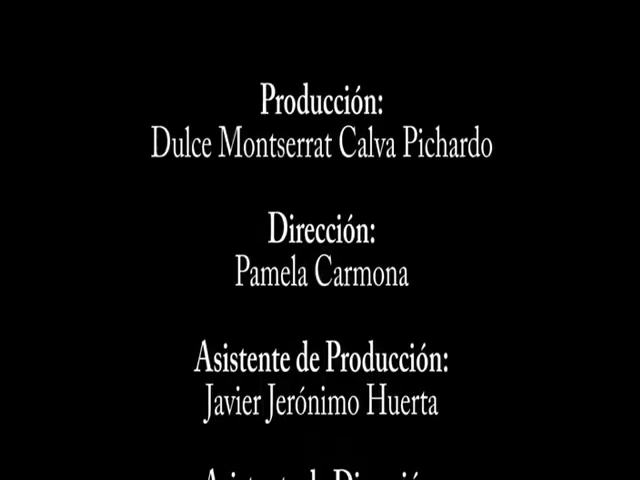 Producción:
Dulce Montserrat Calva Pichardo
Dirección:
Pamela Carmona
Asistente de Producción:
Javier Jerónimo Huerta